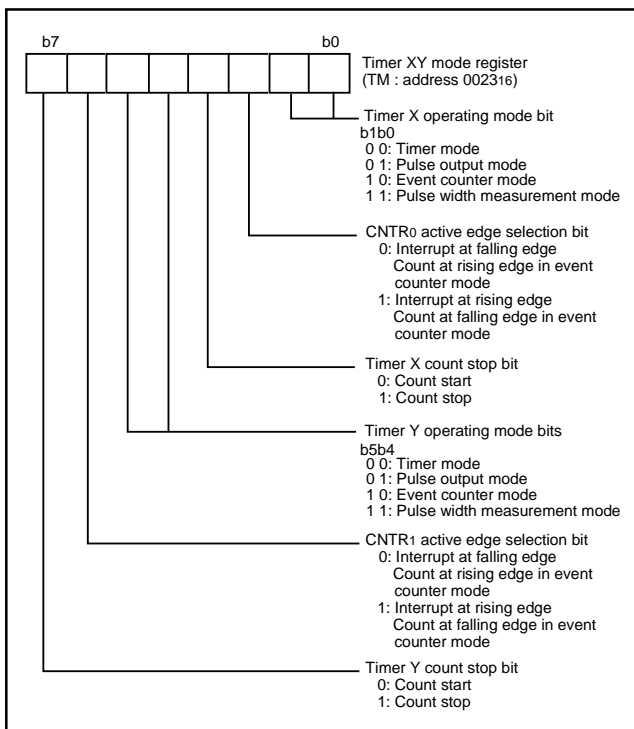 b7 b0
Timer XY mode register
(TM : address 002316)
Timer X operating mode bit
b1b0
0 0: Timer mode
0 1: Pulse output mode
1 0: Event counter mode
1 1: Pulse width measurement mode
CNTR0 active edge selection bit
0: Interrupt at falling edge
Count at rising edge in event
counter mode
1: Interrupt at rising edge
Count at falling edge in event
counter mode
Timer X count stop bit
0: Count start
1: Count stop
Timer Y operating mode bits
b5b4
0 0: Timer mode
0 1: Pulse output mode
1 0: Event counter mode
1 1: Pulse width measurement mode
CNTR1 active edge selection bit
0: Interrupt at falling edge
Count at rising edge in event
counter mode
1: Interrupt at rising edge
Count at falling edge in event
counter mode
Timer Y count stop bit
0: Count start
1: Count stop